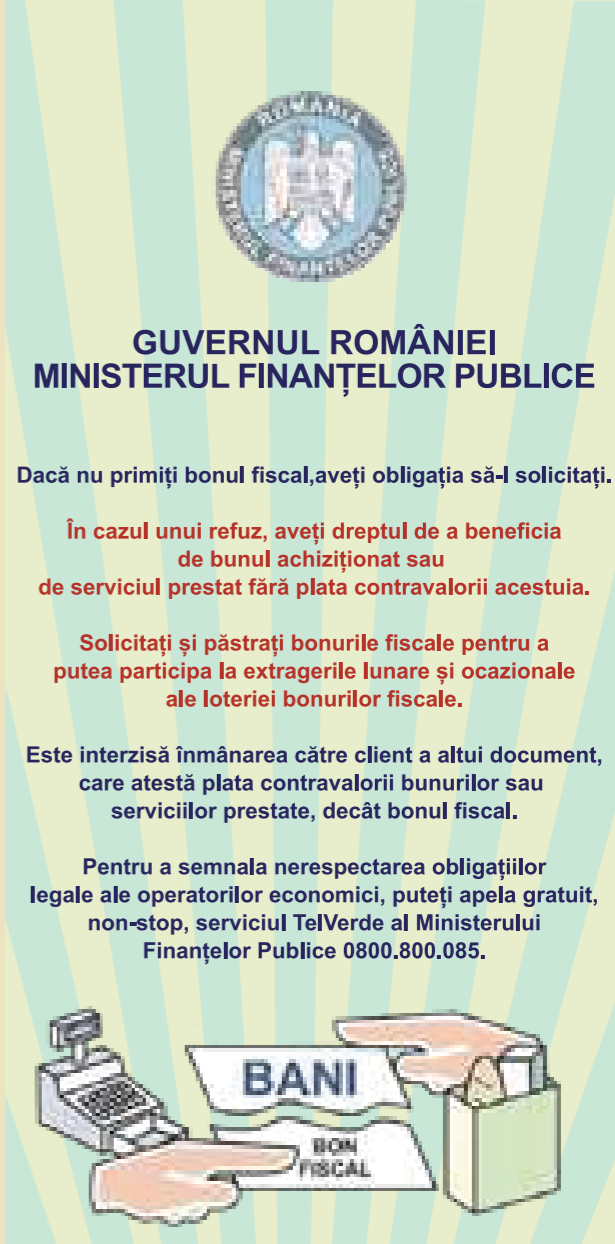 ROMANIA
MINISTERUL FINANȚELOR PUBLICE
GUVERNUL ROMÂNIEI
MINISTERUL FINANȚELOR PUBLICE
Dacă nu primiți bonul fiscal,aveți obligația să-l solicitați.
În cazul unui refuz, aveți dreptul de a beneficia
de bunul achiziționat sau
de serviciul prestat fără plata contravalorii acestuia.
Solicitați și păstrați bonurile fiscale pentru a
putea participa la extragerile lunare și ocazionale
ale loteriei bonurilor fiscale.
Este interzisă înmânarea către client a altui document,
care atestă plata contravalorii bunurilor sau
serviciilor prestate, decât bonul fiscal.
Pentru a semnala nerespectarea obligațiilor
legale ale operatorilor economici, puteți apela gratuit,
non-stop, serviciul TelVerde al Ministerului
Finanțelor Publice 0800.800.085.
BANI
BON
FISCAL